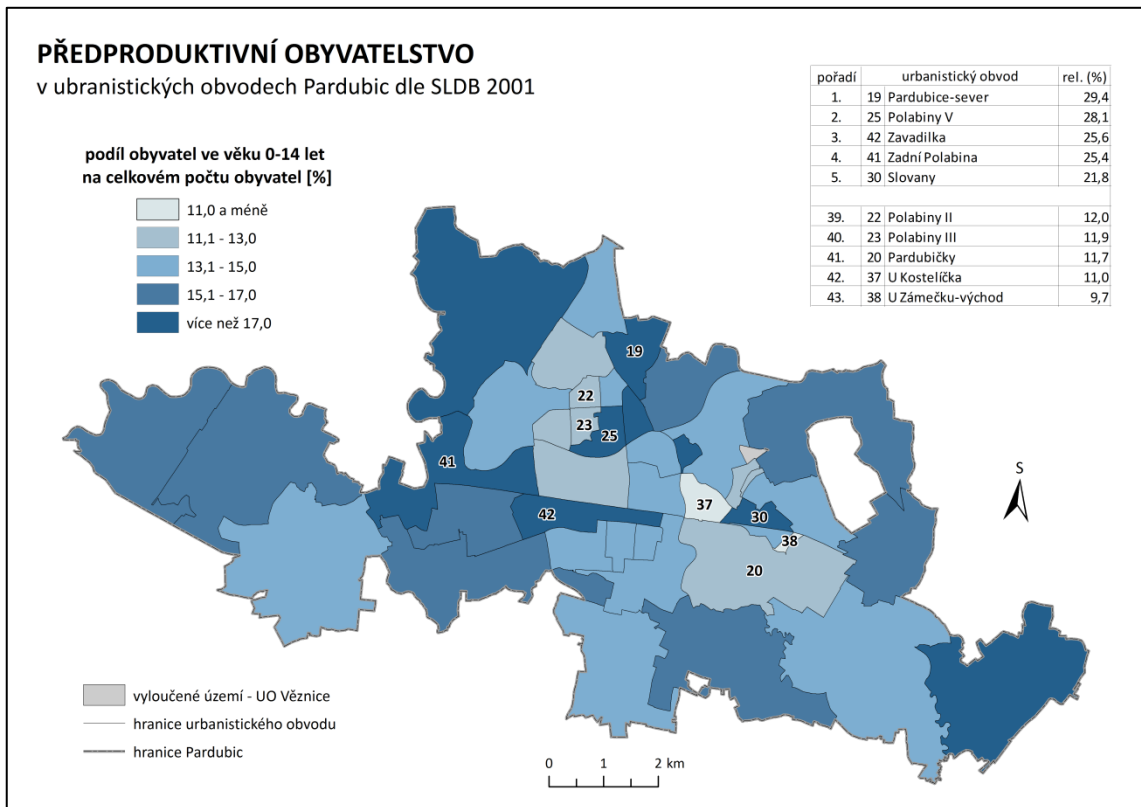 PŘEDPRODUKTIVNÍ OBYVATELSTVO
v ubranistických obvodech Pardubic dle SLDB 2001
pořadí urbanistický obvod rel. (%)
1. 19 Pardubice-sever 29,4
2. 25 Polabiny V 28,1
3. 42 Zavadilka 25,6
4. 41 Zadní Polabina 25,4
5. 30 Slovany 21,8
39. 22 Polabiny II 12,0
40. 23 Polabiny III 11,9
41. 20 Pardubičky 11,7
42. 37 U Kostelíčka 11,0
43. 38 U Zámečku-východ 9,7
podíl obyvatel ve věku 0-14 let
na celkovém počtu obyvatel [%]
11,0 a méně
11,1 - 13,0
13,1 - 15,0
15,1 - 17,0
více než 17,0
19
22
23
25
41
42
37
30
38
20
S
vyloučené území - UO Věznice
hranice urbanistického obvodu
hranice Pardubic
0 1 2 km